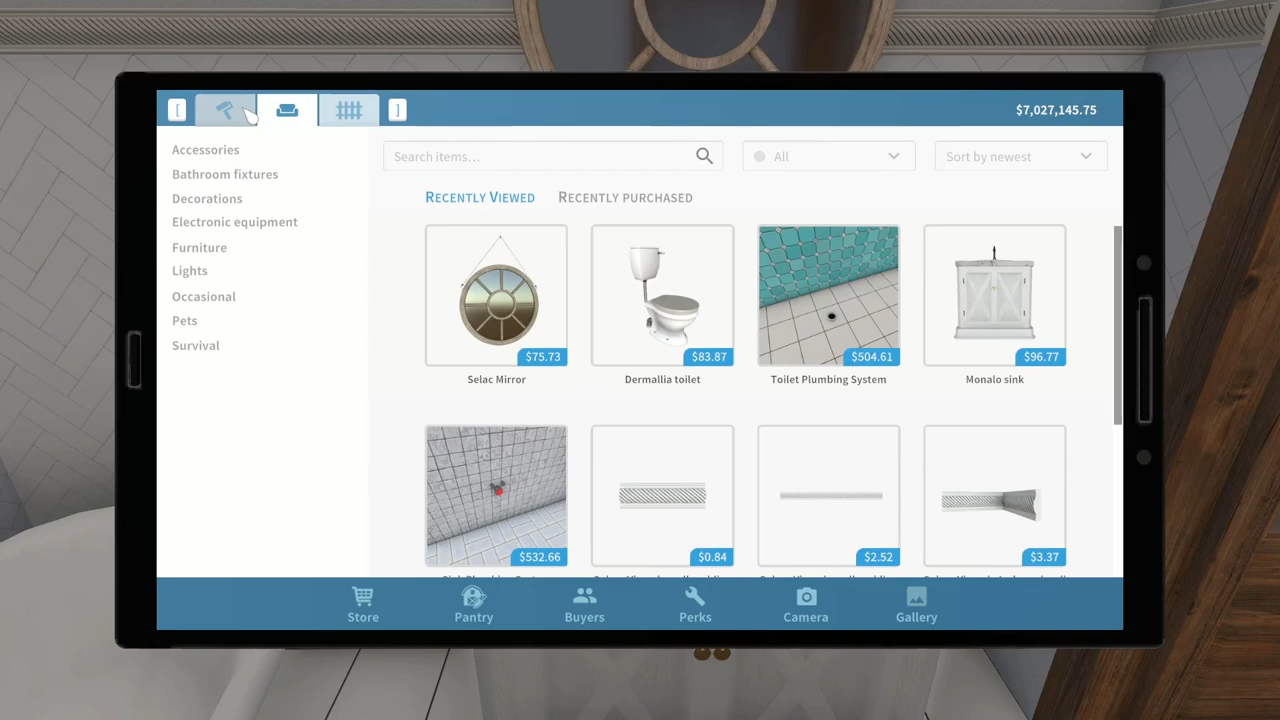 [ ] $7,027,145.75
Accessories
Bathroom fixtures
Decorations
Electronic equipment
Furniture
Lights
Occasional
Pets
Survival
Search items...
All
Sort by newest
RECENTLY VIEWED
RECENTLY PURCHASED
$75.73
Selac Mirror
$83.87
Dermallia toilet
$504.61
Toilet Plumbing System
$96.77
Monalo sink
$532.66
$0.84
$2.52
$3.37
Store
Pantry
Buyers
Perks
Camera
Gallery